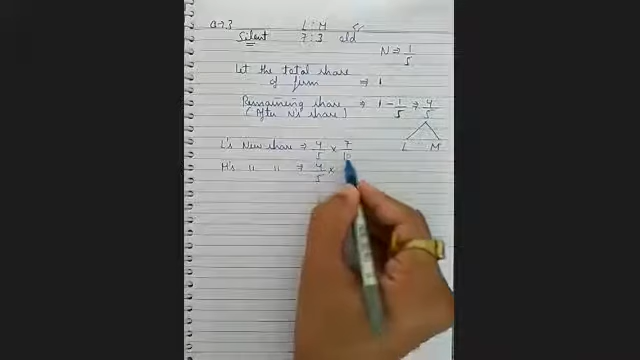 Q→3 L : M
Silent 7 : 3 old
N ⇒ 1/5
Let the total share
of firm ⇒ 1
Remaining share ⇒ 1 - 1/5 ⇒ 4/5
(After N's share)
L M
L's New share ⇒ 4/5 × 7/10
M's " " ⇒ 4/5 ×